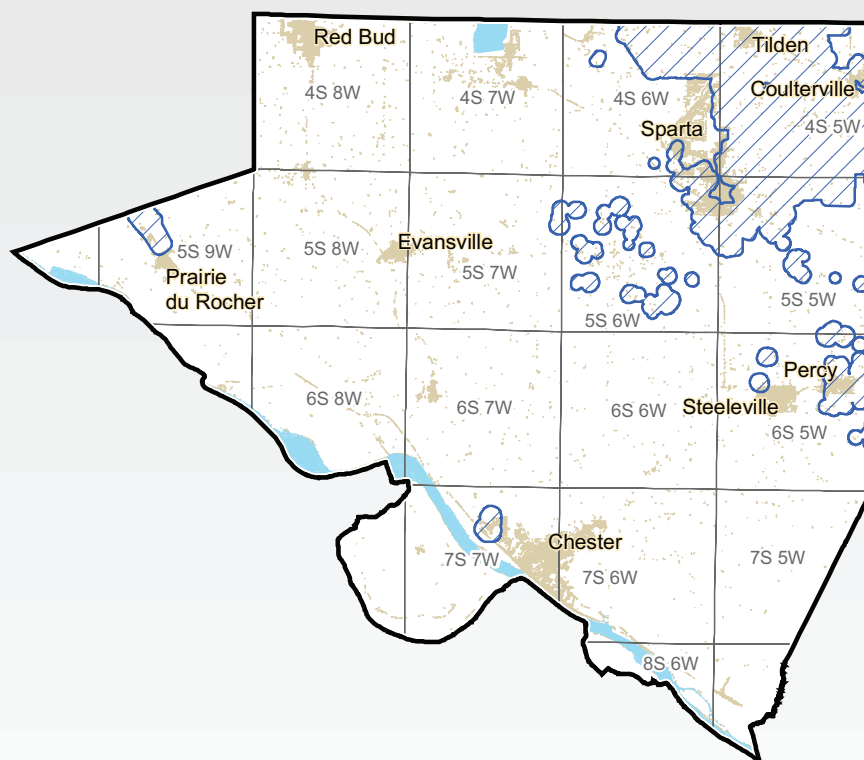 Red Bud
Tilden
4S 8W
4S 7W
4S 6W
Coulterville
4S 5W
Sparta
5S 9W
5S 8W
Evansville
5S 7W
Prairie
du Rocher
5S 6W
5S 5W
6S 8W
6S 7W
6S 6W
Steeleville
Percy
6S 5W
7S 7W
Chester
7S 6W
7S 5W
8S 6W